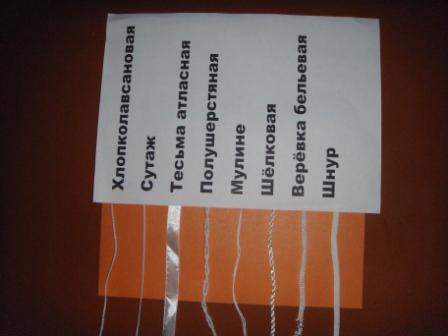 Хлопколавсановая
Сутаж
Тесьма атласная
Полушерстяная
Мулине
Шёлковая
Верёвка бельевая
Шнур